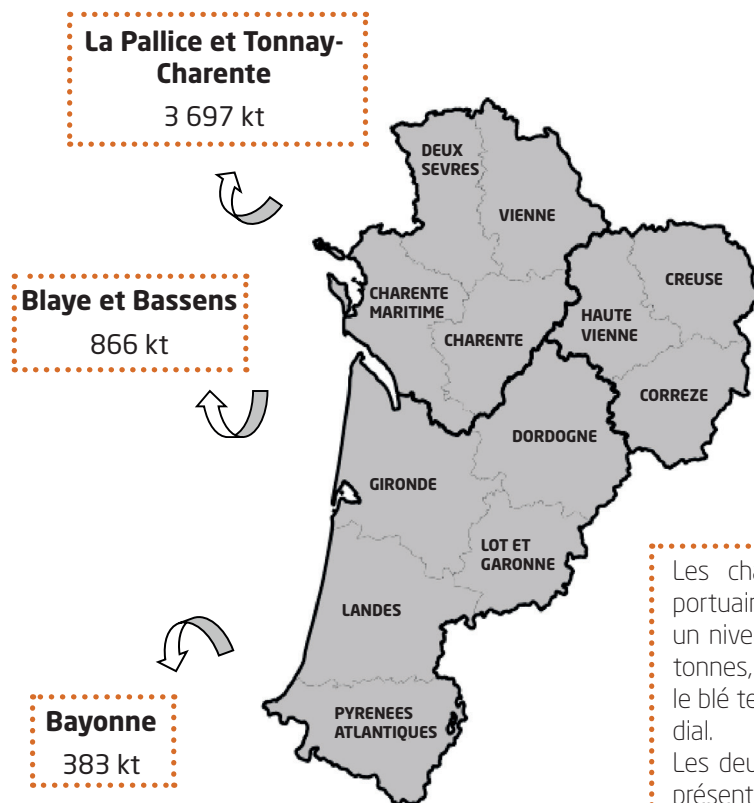 La Pallice et Tonnay-
Charente
3 697 kt
DEUX
SEVRES
VIENNE
Blaye et Bassens
866 kt
CHARENTE
MARITIME
CHARENTE
HAUTE
VIENNE
CREUSE
CORREZE
DORDOGNE
GIRONDE
LOT ET
GARONNE
LANDES
Bayonne
383 kt
PYRENEES
ATLANTIQUES
Les
portuair
un nive
tonnes,
le blé te
dial.
Les deu
présent